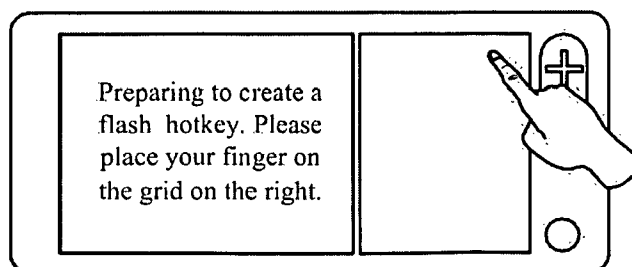 Preparing to create a
flash hotkey. Please
place your finger on
the grid on the right.